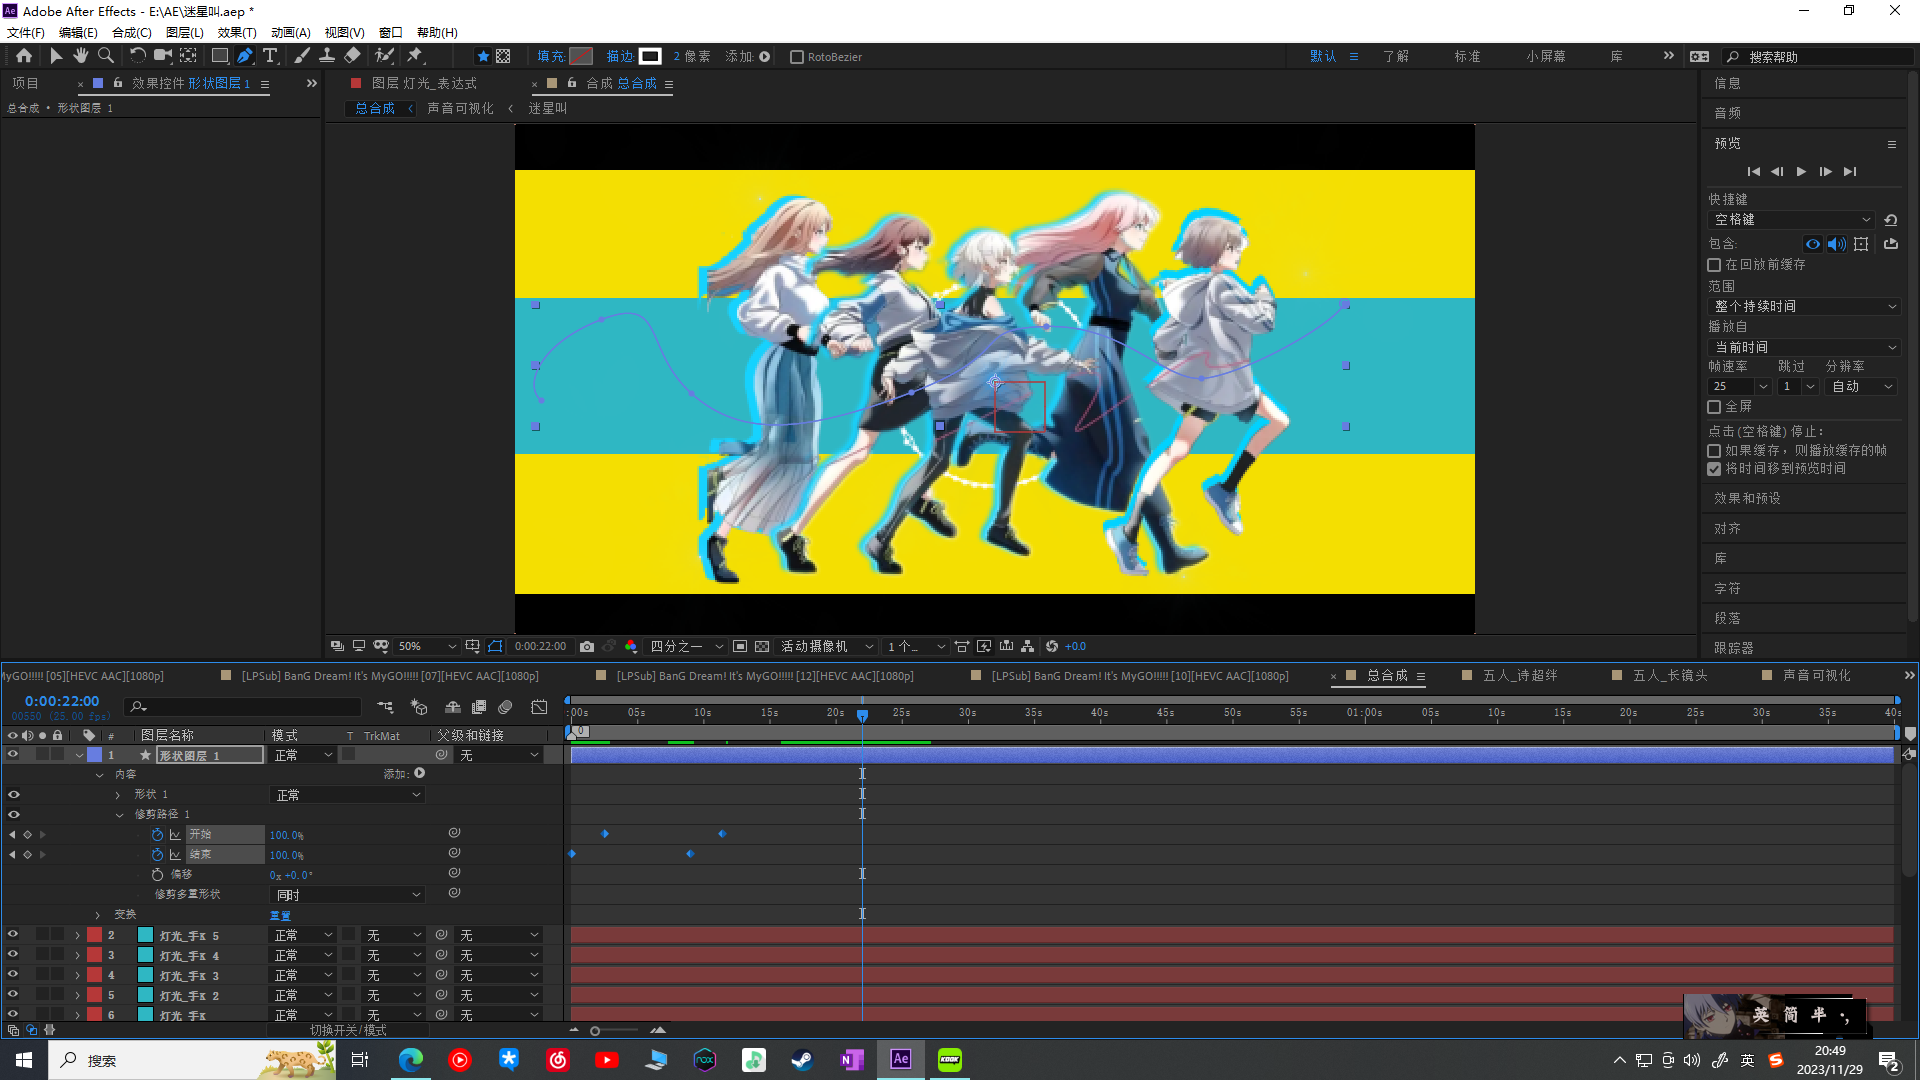 Adobe After Effects - E:\AE\迷星叫.aep *
文件(F) 编辑(E) 合成(C) 图层(L) 效果(T) 动画(A) 视图(V) 窗口 帮助(H)
填充: 描边: 2 像素 添加: RotoBezier 默认 了解 标准 小屏幕 库 搜索帮助
项目 效果控件 形状图层 1
图层 灯光_表达式 合成 总合成
总合成 • 形状图层 1
总合成 声音可视化 迷星叫
信息
音频
预览
快捷键
空格键
包含:
在回放前缓存
范围
整个持续时间
播放自
当前时间
帧速率 跳过 分辨率
25 1 自动
全屏
点击(空格键) 停止:
如果缓存，则播放缓存的帧
将时间移到预览时间
效果和预设
对齐
库
字符
段落
跟踪器
50% 0:00:22:00 四分之一 活动摄像机 1 个... +0.0
MyGO!!!!! [05][HEVC AAC][1080p] [LPSub] BanG Dream! It's MyGO!!!!! [07][HEVC AAC][1080p] [LPSub] BanG Dream! It's MyGO!!!!! [12][HEVC AAC][1080p] [LPSub] BanG Dream! It's MyGO!!!!! [10][HEVC AAC][1080p] 总合成 五人_诗超绊 五人_长镜头 声音可视化
0:00:22:00
00550 (25.00 fps)
:00s 05s 10s 15s 20s 25s 30s 35s 40s 45s 50s 55s 01:00s 05s 10s 15s 20s 25s 30s 35s 40s
# 图层名称 模式 T TrkMat 父级和链接
0
1 形状图层 1 正常 无
内容 添加:
形状 1 正常
修剪路径 1
开始 100.0%
结束 100.0%
偏移 0x+0.0°
修剪多重形状 同时
变换 重置
2 灯光_手K 5 正常 无 无
3 灯光_手K 4 正常 无 无
4 灯光_手K 3 正常 无 无
5 灯光_手K 2 正常 无 无
6 灯光_手K 正常 无 无
切换开关/模式
英 简 半 ·,
搜索
FOX
N
Ae
KOOK
英
20:49
2023/11/29
2